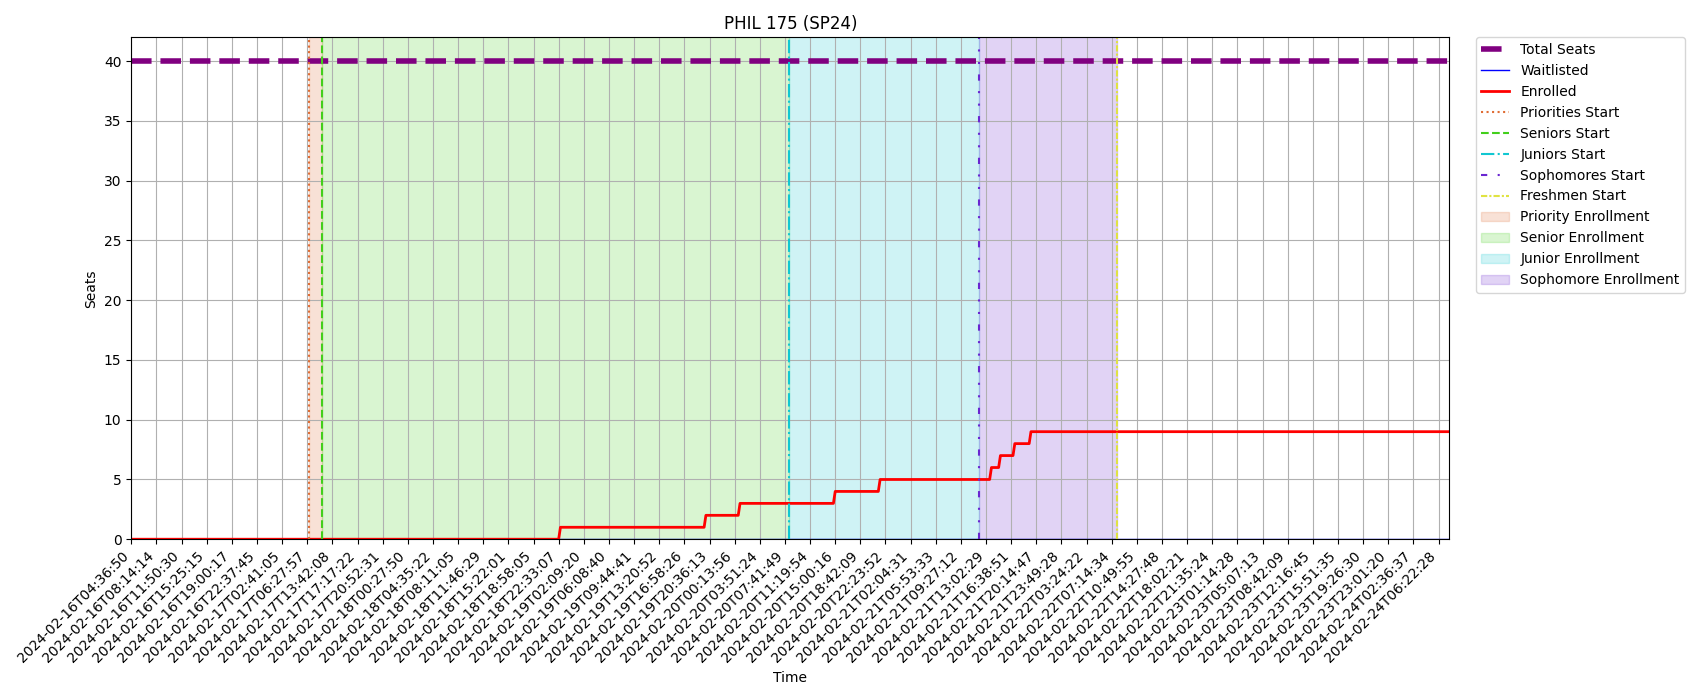 PHIL 175 (SP24)
Seats
40
35
30
25
20
15
10
5
0
2024-02-16T04:36:50
2024-02-16T08:14:14
2024-02-16T11:50:30
2024-02-16T15:25:15
2024-02-16T19:00:17
2024-02-16T22:37:45
2024-02-17T02:41:05
2024-02-17T06:27:57
2024-02-17T13:42:08
2024-02-17T17:17:22
2024-02-17T20:52:31
2024-02-18T00:27:50
2024-02-18T04:35:22
2024-02-18T08:11:05
2024-02-18T11:46:29
2024-02-18T15:22:01
2024-02-18T18:58:05
2024-02-18T22:33:07
2024-02-19T02:09:20
2024-02-19T06:08:40
2024-02-19T09:44:41
2024-02-19T13:20:52
2024-02-19T16:58:26
2024-02-19T20:36:13
2024-02-20T00:13:56
2024-02-20T03:51:24
2024-02-20T07:41:49
2024-02-20T11:19:54
2024-02-20T15:00:16
2024-02-20T18:42:09
2024-02-20T22:23:52
2024-02-21T02:04:31
2024-02-21T05:53:33
2024-02-21T09:27:12
2024-02-21T13:02:29
2024-02-21T16:38:51
2024-02-21T20:14:47
2024-02-21T23:49:28
2024-02-22T03:24:22
2024-02-22T07:14:34
2024-02-22T10:49:55
2024-02-22T14:27:48
2024-02-22T18:02:21
2024-02-22T21:35:24
2024-02-23T01:14:28
2024-02-23T05:07:13
2024-02-23T08:42:09
2024-02-23T12:16:45
2024-02-23T15:51:35
2024-02-23T19:26:30
2024-02-23T23:01:20
2024-02-24T02:36:37
2024-02-24T06:22:28
Time
Total Seats
Waitlisted
Enrolled
Priorities Start
Seniors Start
Juniors Start
Sophomores Start
Freshmen Start
Priority Enrollment
Senior Enrollment
Junior Enrollment
Sophomore Enrollment